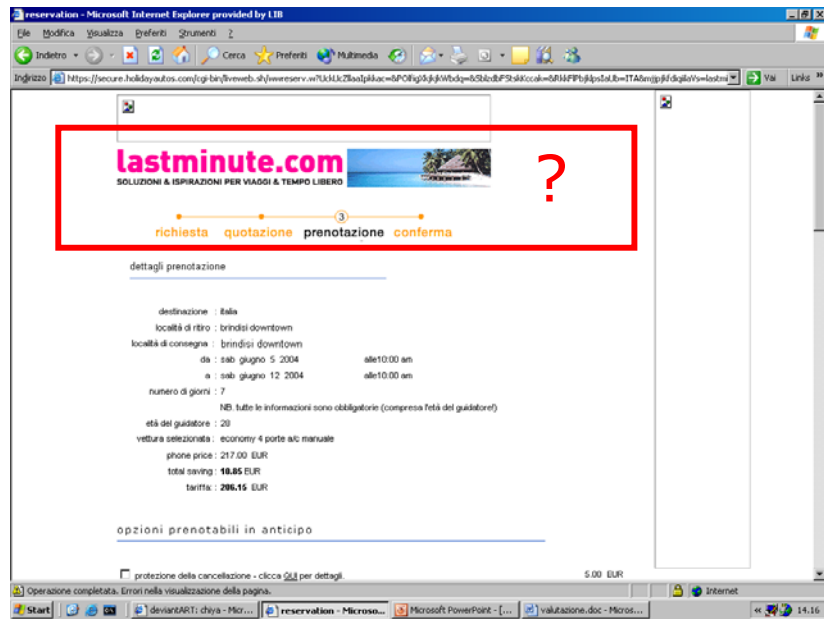 reservation - Microsoft Internet Explorer provided by LIB
File Modifica Visualizza Preferiti Strumenti ?
Indietro Cerca Preferiti Multimedia
Indirizzo Vai Links »
lastminute.com
SOLUZIONI & ISPIRAZIONI PER VIAGGI & TEMPO LIBERO
?
3
richiesta quotazione prenotazione conferma
dettagli prenotazione
destinazione : italia
località di ritiro : brindisi downtown
località di consegna : brindisi downtown
da : sab giugno 5 2004 alle10:00 am
a : sab giugno 12 2004 alle10:00 am
numero di giorni : 7
NB. tutte le informazioni sono obbligatorie (compresa l'età del guidatore!)
età del guidatore : 28
vettura selezionata : economy 4 porte a/c manuale
phone price : 217.00 EUR
total saving : 10.85 EUR
tariffa: : 206.15 EUR
opzioni prenotabili in anticipo
protezione della cancellazione - clicca QUI per dettagli. 5.00 EUR
Operazione completata. Errori nella visualizzazione della pagina. Internet
Start deviantART: chiya - Micr... reservation - Microso... Microsoft PowerPoint - [... valutazione.doc - Micros... « 14.16